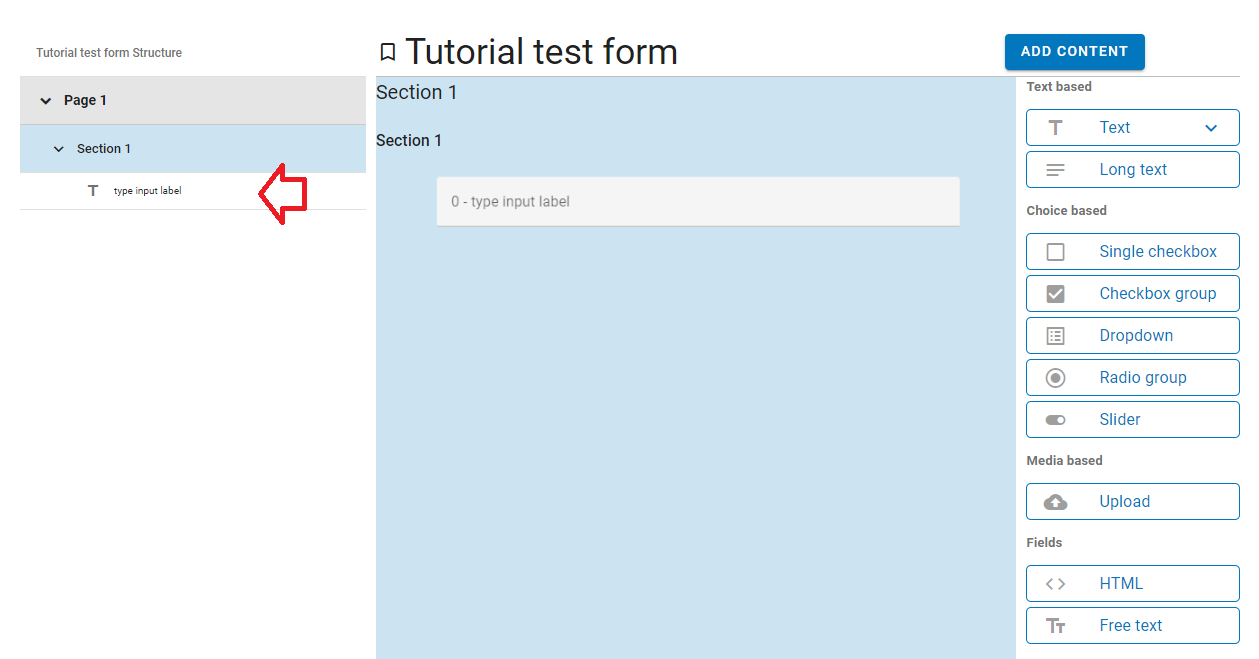 Tutorial test form Structure
Page 1
Section 1
type input label
Tutorial test form
Section 1
Section 1
0 - type input label
ADD CONTENT
Text based
Text
Long text
Choice based
Single checkbox
Checkbox group
Dropdown
Radio group
Slider
Media based
Upload
Fields
HTML
Free text